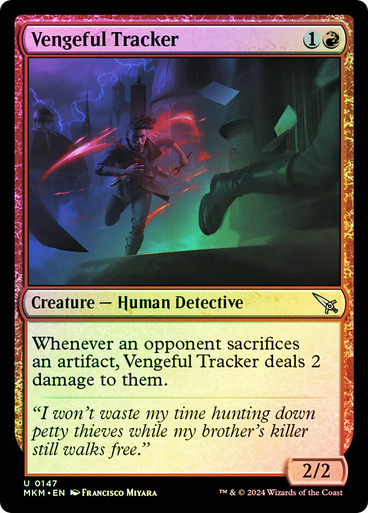 Vengeful Tracker 1
Creature — Human Detective
Whenever an opponent sacrifices
an artifact, Vengeful Tracker deals 2
damage to them.
“I won’t waste my time hunting down
petty thieves while my brother’s killer
still walks free.”
2/2
U 0147
MKM • EN Francisco Miyara ™ & © 2024 Wizards of the Coast